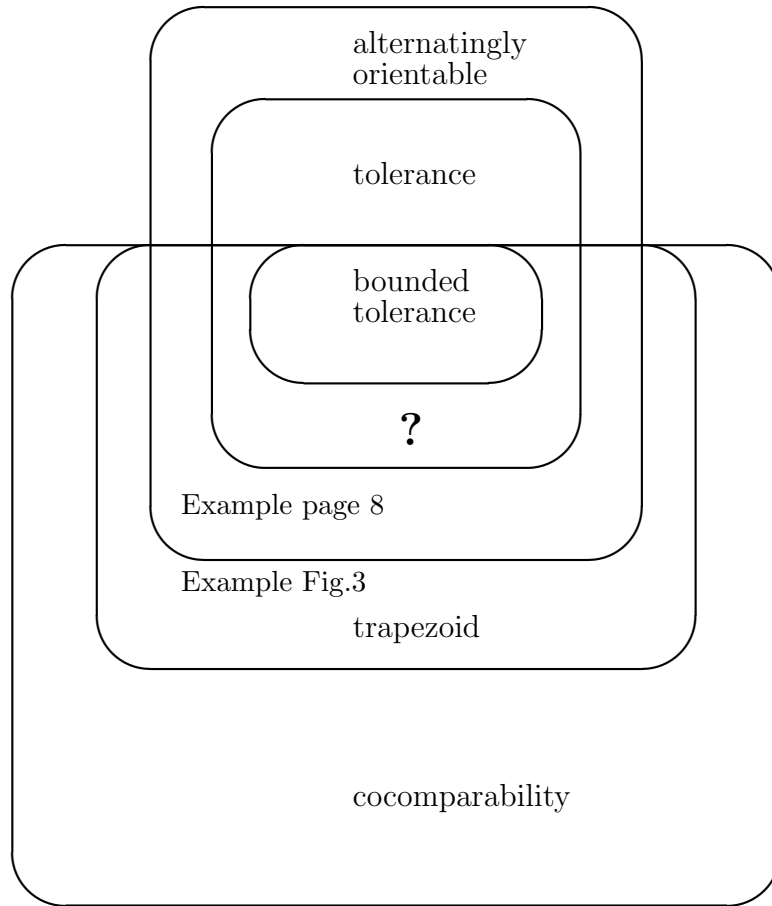 alternatingly
orientable
tolerance
bounded
tolerance
?
Example page 8
Example Fig.3
trapezoid
cocomparability